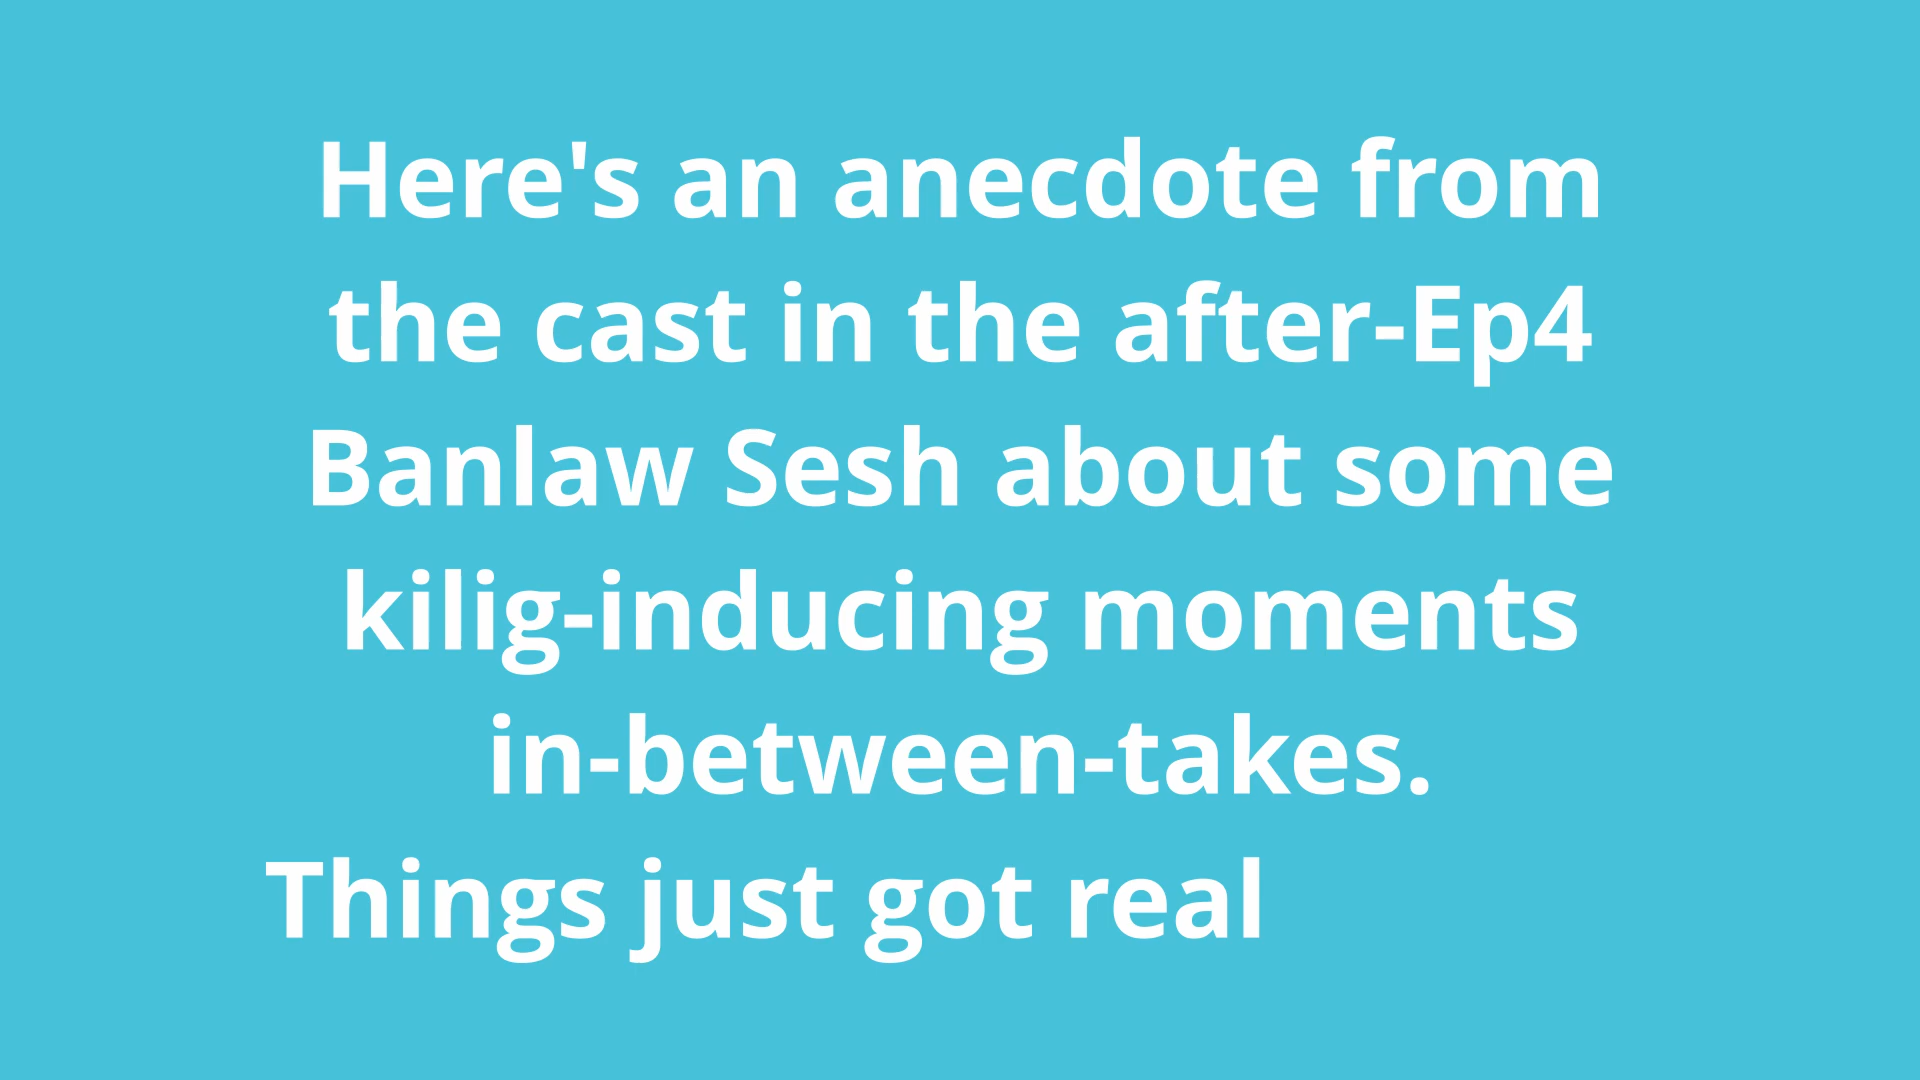 Here's an anecdote from
the cast in the after-Ep4
Banlaw Sesh about some
kilig-inducing moments
in-between-takes.
Things just got real